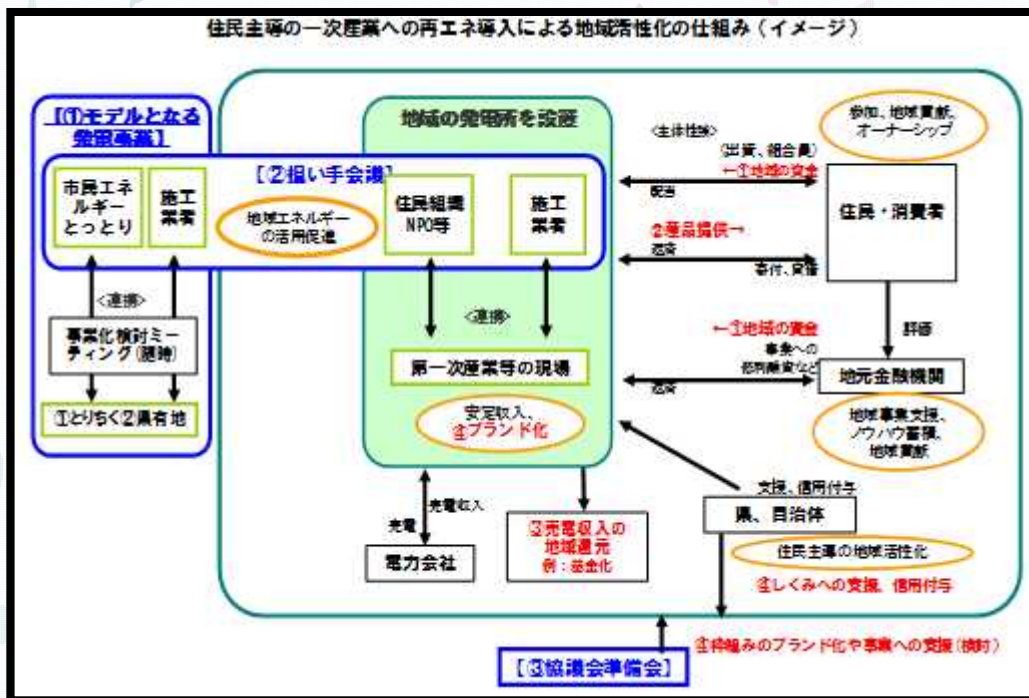 住民主導の一次産業への再エネ導入による地域活性化の仕組み（イメージ）
【①モデルとなる
発電事業】
地域の発電所を設置
【②担い手会議】
市民エネ
ルギー
とっとり
施工
業者
地域エネルギー
の活用促進
住民組織
NPO等
施工
業者
<連携>
事業化検討ミー
ティング(随時)
①とりちく②県有地
<連携>
第一次産業等の現場
安定収入、
④ブランド化
<主体性強>
(出資、組合員)
←①地域の資金
配当
②産品提供→
返済
寄付、貸借
参加、地域貢献、
オーナーシップ
住民・消費者
評価
←①地域の資金
事業への
低利融資など
返済
地元金融機関
地域事業支援、
ノウハウ蓄積、
地域貢献
支援、信用付与
県、自治体
住民主導の地域活性化
④しくみへの支援、信用付与
売電収入
売電
電力会社
③売電収入の
地域還元
例：基金化
【③協議会準備会】
④枠組みのブランド化や事業への支援(検討)